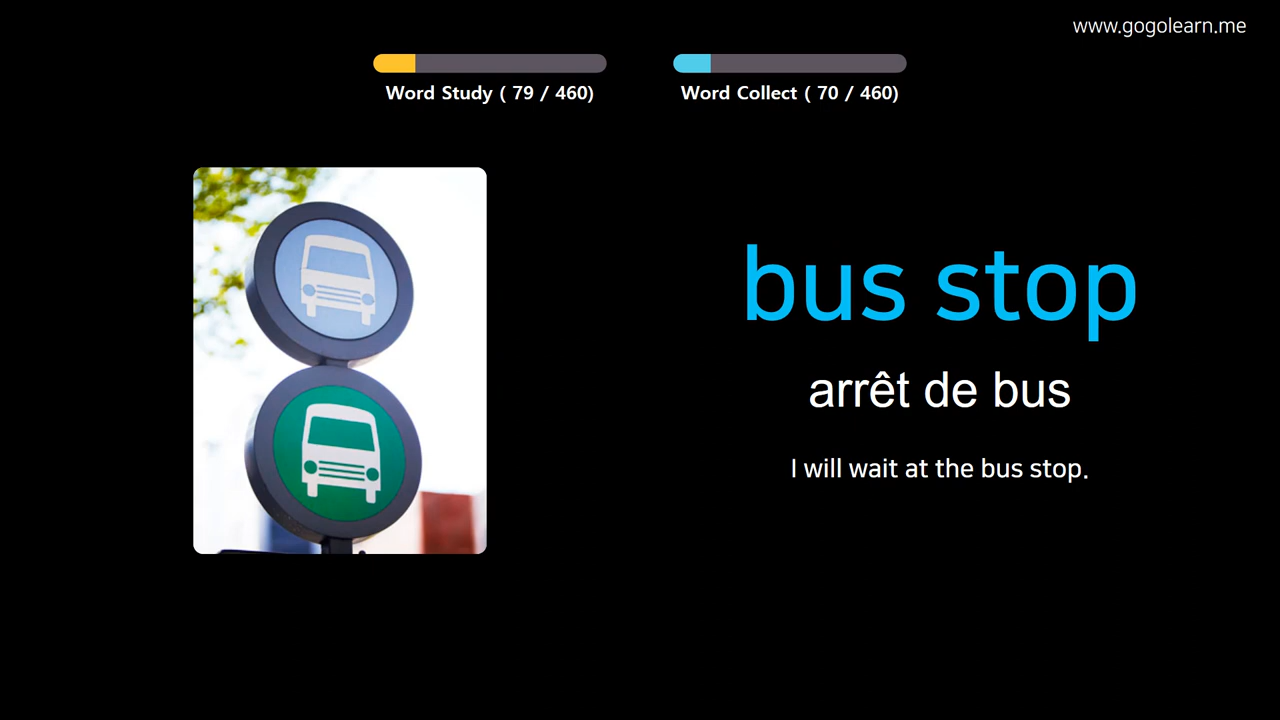 www.gogolearn.me
Word Study ( 79 / 460)
Word Collect ( 70 / 460)
bus stop
arrêt de bus
I will wait at the bus stop.